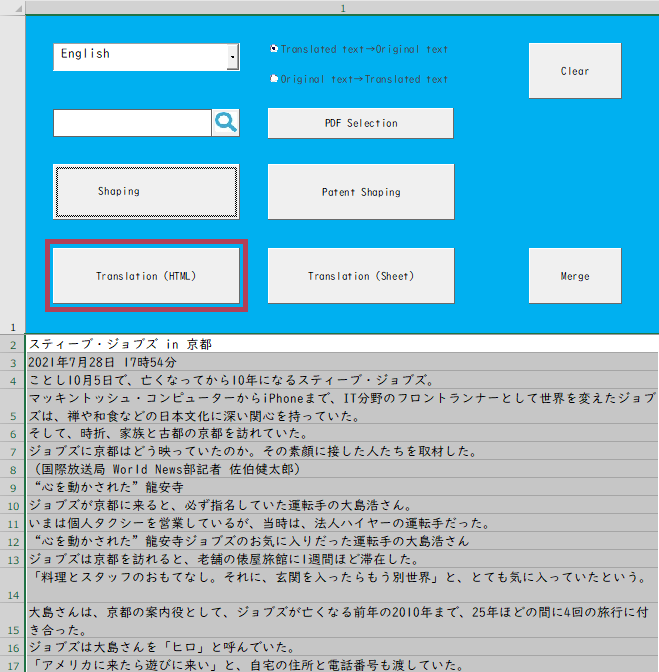 1
English
Translated text→Original text
Original text→Translated text
Clear
PDF Selection
Shaping
Patent Shaping
Translation (HTML)
Translation (Sheet)
Merge
1
2 スティーブ・ジョブズ in 京都
3 2021年7月28日 17時54分
4 ことし10月5日で、亡くなってから10年になるスティーブ・ジョブズ。
マッキントッシュ・コンピューターからiPhoneまで、IT分野のフロントランナーとして世界を変えたジョブ
5 ズは、禅や和食などの日本文化に深い関心を持っていた。
6 そして、時折、家族と古都の京都を訪れていた。
7 ジョブズに京都はどう映っていたのか。その素顔に接した人たちを取材した。
8 （国際放送局 World News部記者 佐伯健太郎）
9 “心を動かされた”龍安寺
10 ジョブズが京都に来ると、必ず指名していた運転手の大島浩さん。
11 いまは個人タクシーを営業しているが、当時は、法人ハイヤーの運転手だった。
12 “心を動かされた”龍安寺ジョブズのお気に入りだった運転手の大島浩さん
13 ジョブズは京都を訪れると、老舗の俵屋旅館に1週間ほど滞在した。
「料理とスタッフのおもてなし。それに、玄関を入ったらもう別世界」と、とても気に入っていたという。
14
大島さんは、京都の案内役として、ジョブズが亡くなる前年の2010年まで、25年ほどの間に4回の旅行に付
15 き合った。
16 ジョブズは大島さんを「ヒロ」と呼んでいた。
17 「アメリカに来たら遊びに来い」と、自宅の住所と電話番号も渡していた。